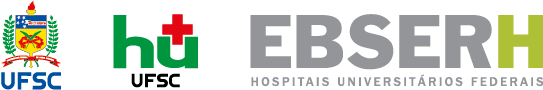 UFSC
hu
UFSC
EBSERH
HOSPITAIS UNIVERSITÁRIOS FEDERAIS